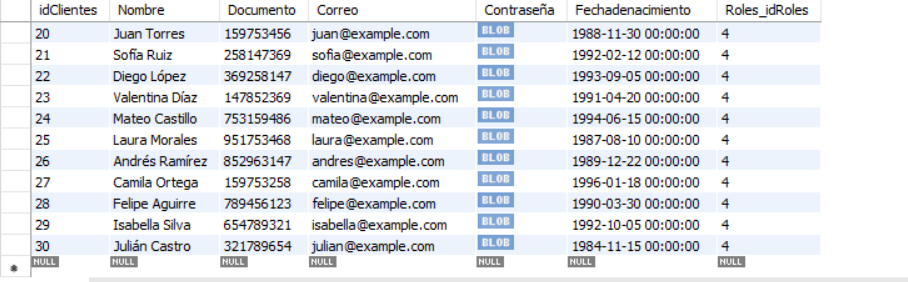 idClientes Nombre Documento Correo Contraseña Fechadenacimiento Roles_idRoles
20 Juan Torres 159753456 juan@example.com BLOB 1988-11-30 00:00:00 4
21 Sofía Ruiz 258147369 sofia@example.com BLOB 1992-02-12 00:00:00 4
22 Diego López 369258147 diego@example.com BLOB 1993-09-05 00:00:00 4
23 Valentina Díaz 147852369 valentina@example.com BLOB 1991-04-20 00:00:00 4
24 Mateo Castillo 753159486 mateo@example.com BLOB 1994-06-15 00:00:00 4
25 Laura Morales 951753468 laura@example.com BLOB 1987-08-10 00:00:00 4
26 Andrés Ramírez 852963147 andres@example.com BLOB 1989-12-22 00:00:00 4
27 Camila Ortega 159753258 camila@example.com BLOB 1996-01-18 00:00:00 4
28 Felipe Aguirre 789456123 felipe@example.com BLOB 1990-03-30 00:00:00 4
29 Isabella Silva 654789321 isabella@example.com BLOB 1992-10-05 00:00:00 4
30 Julián Castro 321789654 julian@example.com BLOB 1984-11-15 00:00:00 4
NULL NULL NULL NULL NULL NULL NULL